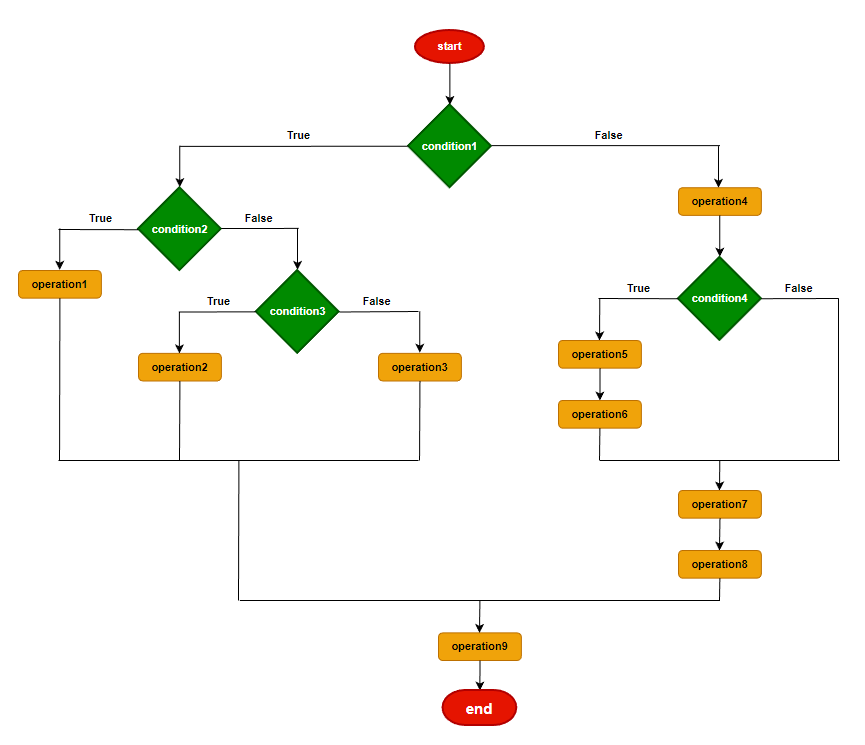 start
condition1
True
False
condition2
operation4
True
False
operation1
condition3
condition4
True
False
True
False
operation2
operation3
operation5
operation6
operation7
operation8
operation9
end